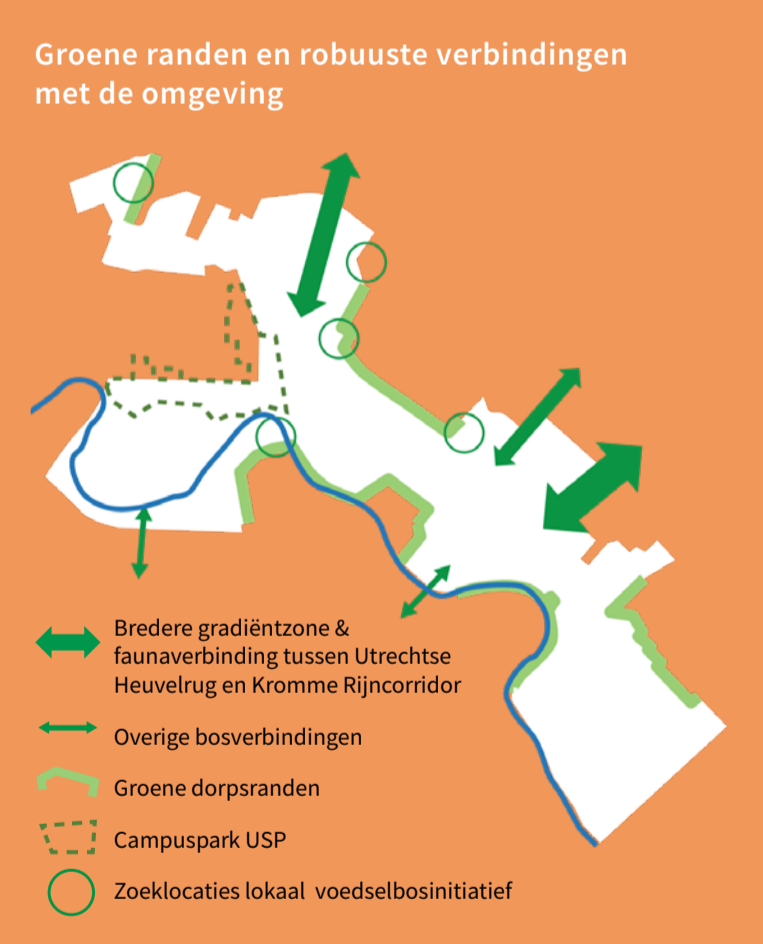 Groene randen en robuuste verbindingen
met de omgeving
Bredere gradiëntzone &
faunaverbinding tussen Utrechtse
Heuvelrug en Kromme Rijncorridor
Overige bosverbindingen
Groene dorpsranden
Campuspark USP
Zoeklocaties lokaal voedselbosinitiatief